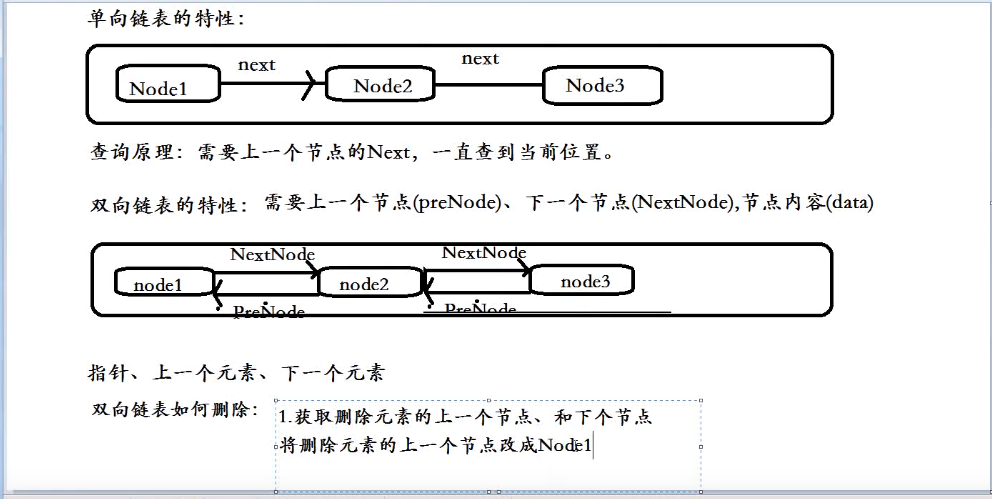 单向链表的特性：
next next
Node1 Node2 Node3
查询原理：需要上一个节点的Next，一直查到当前位置。
双向链表的特性：需要上一个节点(preNode)、下一个节点(NextNode),节点内容(data)
NextNode NextNode
node1 node2 node3
PreNode PreNode
指针、上一个元素、下一个元素
双向链表如何删除：
1.获取删除元素的上一个节点、和下个节点
将删除元素的上一个节点改成Node1